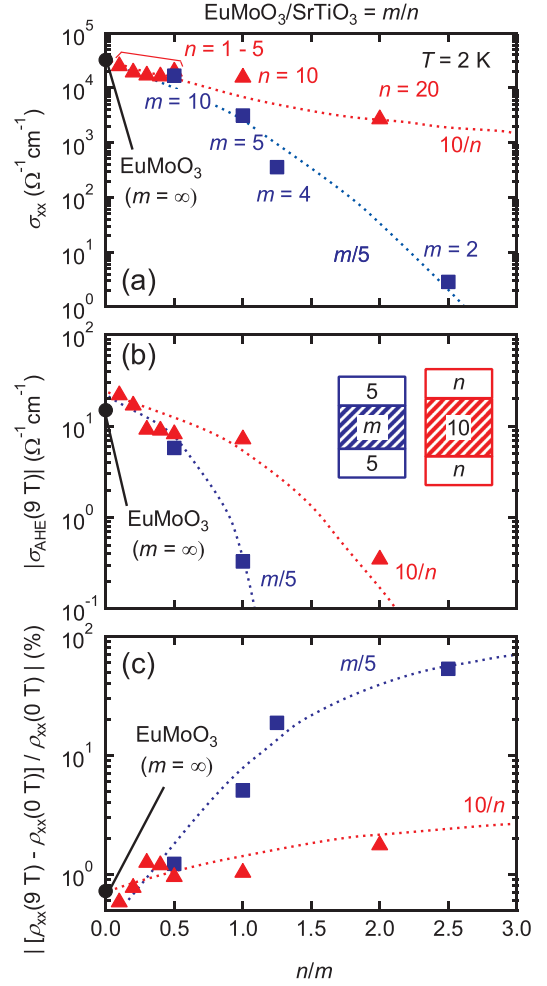 EuMoO₃/SrTiO₃ = m/n
10⁵
10⁴
10³
10²
10¹
10⁰
σxx (Ω⁻¹ cm⁻¹)
n = 1 - 5
n = 10
T = 2 K
n = 20
m = 10
m = 5
10/n
EuMoO₃
(m = ∞)
m = 4
m/5
m = 2
(a)
10²
10¹
10⁰
10⁻¹
|σAHE(9 T)| (Ω⁻¹ cm⁻¹)
(b)
5
m
5
n
10
n
EuMoO₃
(m = ∞)
m/5
10/n
10²
10¹
10⁰
| [ρxx(9 T) - ρxx(0 T)] / ρxx(0 T) | (%)
(c)
m/5
EuMoO₃
(m = ∞)
10/n
0.0 0.5 1.0 1.5 2.0 2.5 3.0
n/m